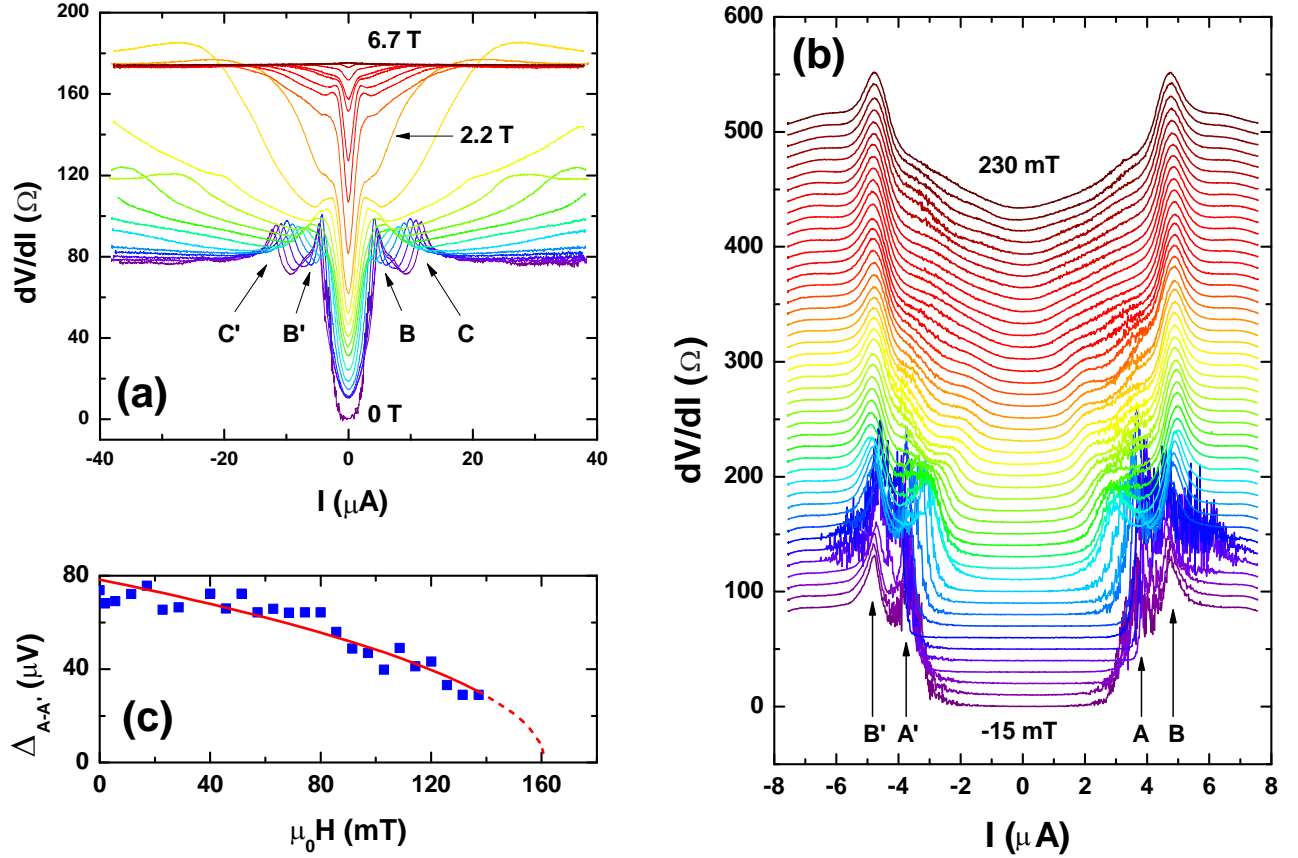 200
160
120
80
40
0
dV/dI (Ω)
6.7 T
2.2 T
C'
B'
B
C
(a)
0 T
-40
-20
0
20
40
I (μA)
80
40
0
Δ A-A' (μV)
(c)
0
40
80
120
160
μ0H (mT)
600
500
400
300
200
100
0
dV/dI (Ω)
(b)
230 mT
B'
A'
-15 mT
A
B
-8
-6
-4
-2
0
2
4
6
8
I (μ A)